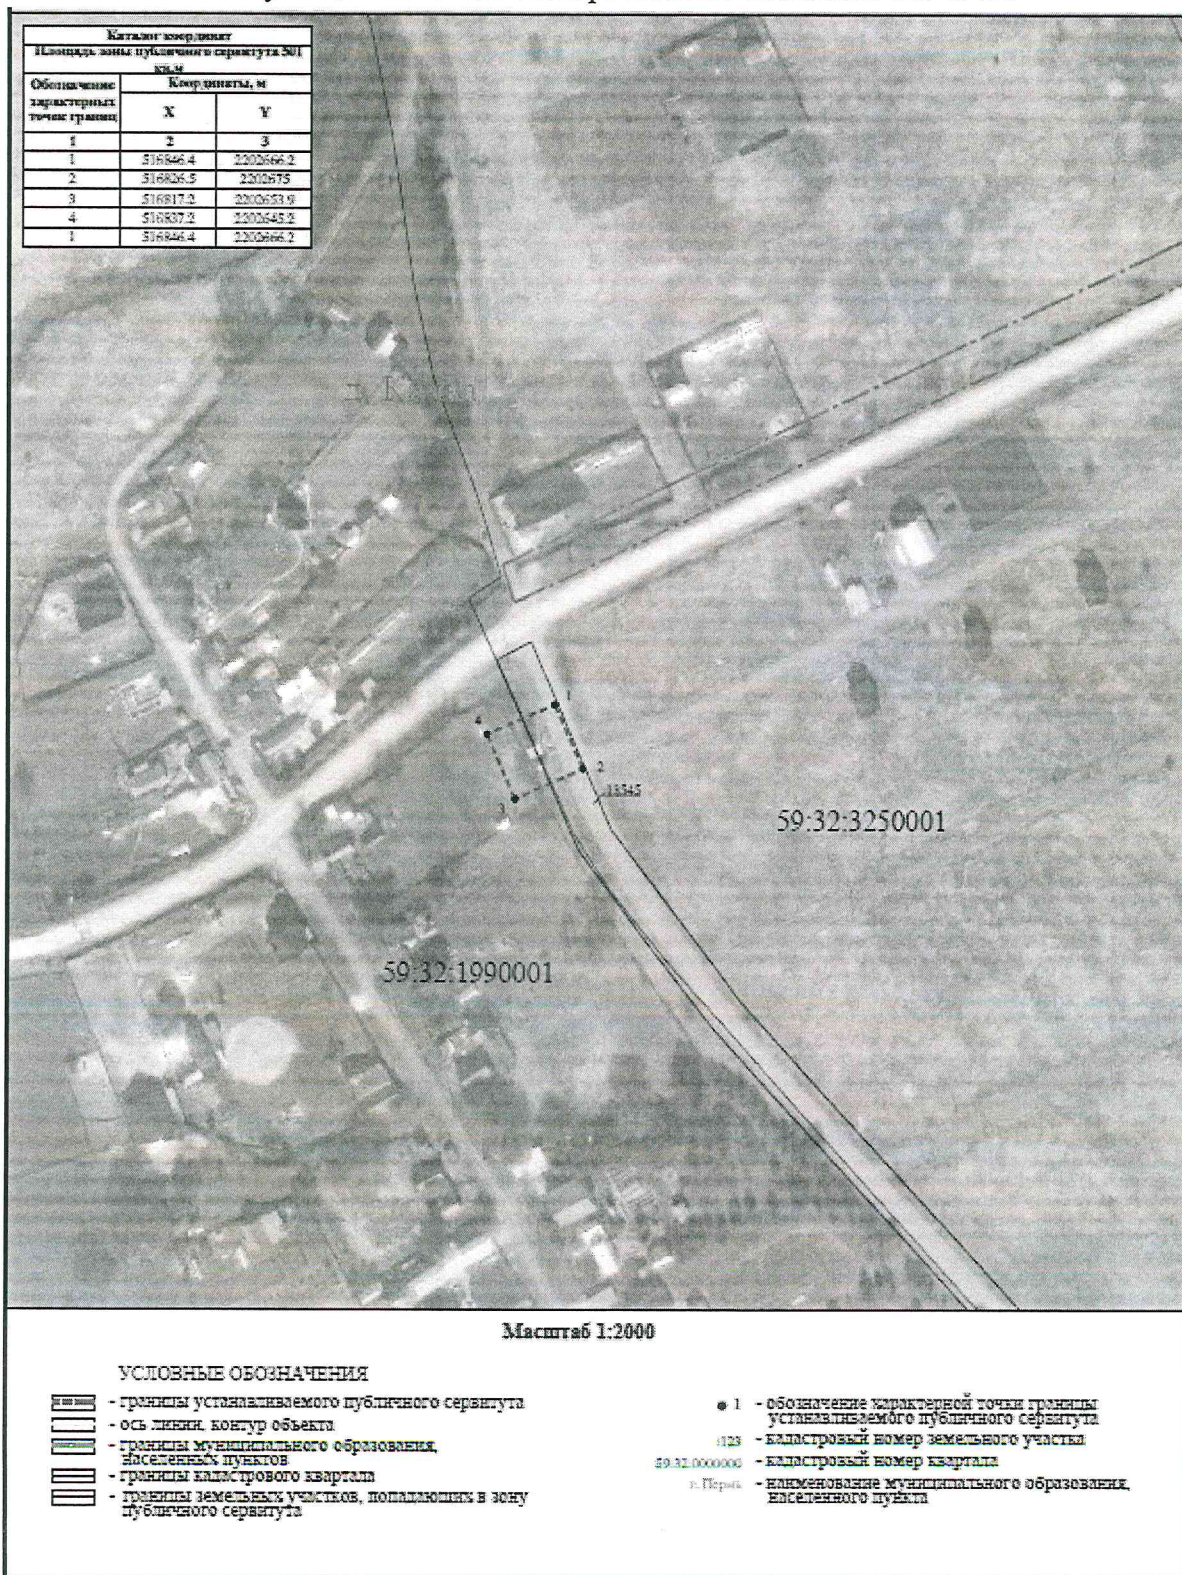 Каталог координат
Площадь зоны публичного сервитута 501
кв.м
Обозначение характерных точек границ
Координаты, м
X Y
1 2 3
1 516846.4 2202666.2
2 516826.5 2202675
3 516817.2 2202653.9
4 516837.2 2202645.2
1 516846.4 2202666.2
1
4
2
3
:13545
59:32:3250001
59:32:1990001
Масштаб 1:2000
УСЛОВНЫЕ ОБОЗНАЧЕНИЯ
- границы устанавливаемого публичного сервитута
- ось линии, контур объекта
- границы муниципального образования,
населенных пунктов
- границы кадастрового квартала
- границы земельных участков, попадающих в зону
публичного сервитута
1 - обозначение характерной точки границы
устанавливаемого публичного сервитута
:123 - кадастровый номер земельного участка
59:32:0000000 - кадастровый номер квартала
г. Пермь - наименование муниципального образования,
населенного пункта